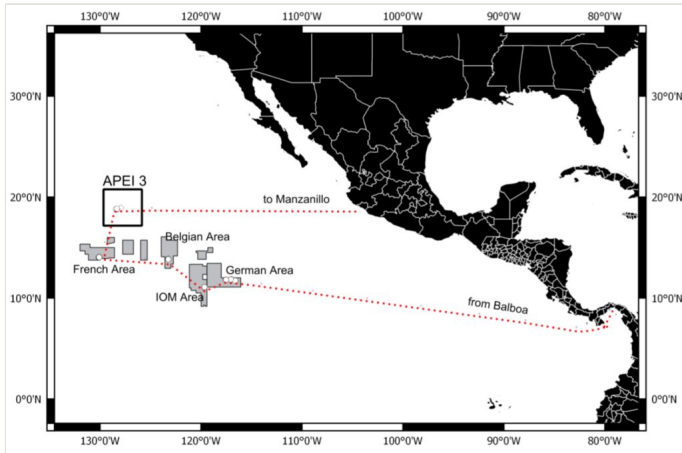 130°0'W 120°0'W 110°0'W 100°0'W 90°0'W 80°0'W
30°0'N 30°0'N
APEI 3
20°0'N to Manzanillo 20°0'N
Belgian Area
French Area German Area
IOM Area
10°0'N from Balboa 10°0'N
0°0'N 0°0'N
130°0'W 120°0'W 110°0'W 100°0'W 90°0'W 80°0'W